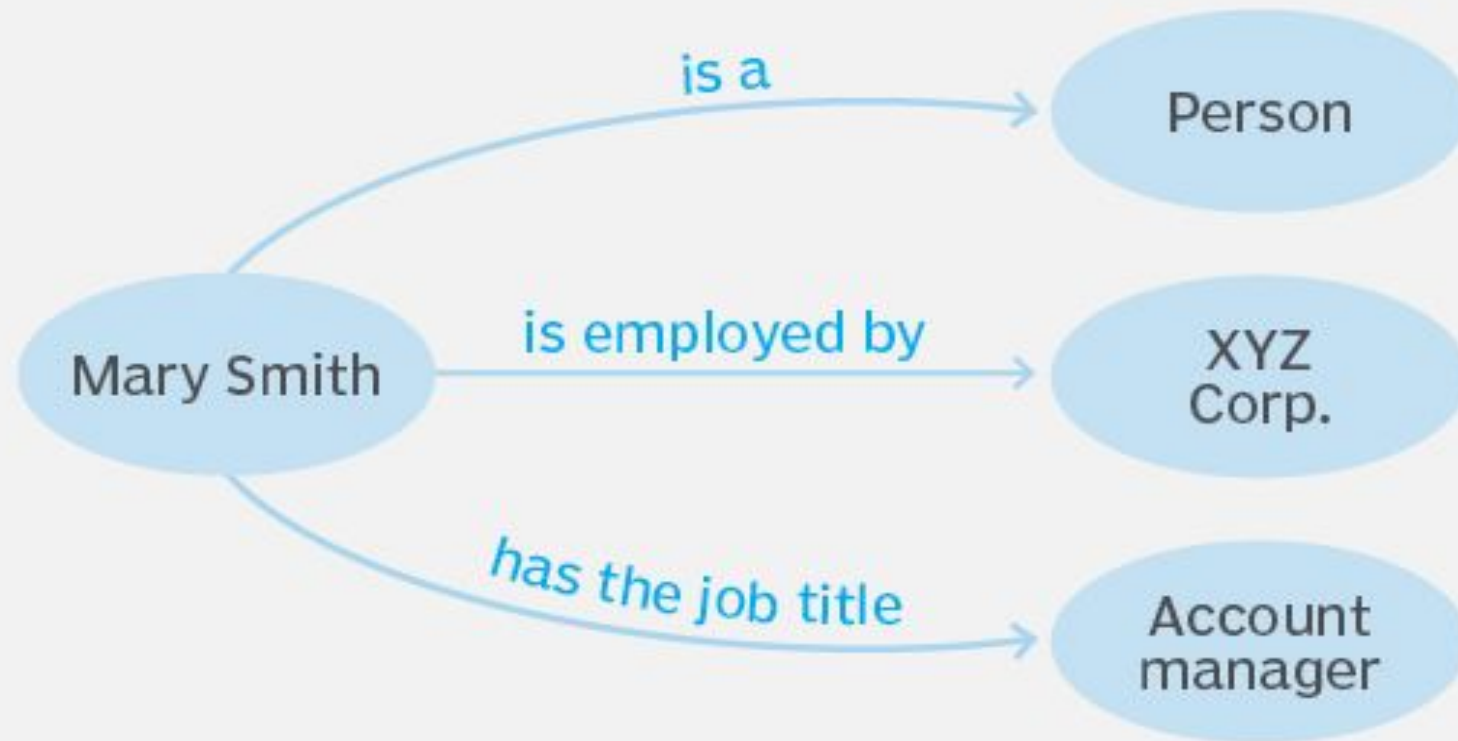 is a
Person
Mary Smith
is employed by
XYZ
Corp.
has the job title
Account
manager